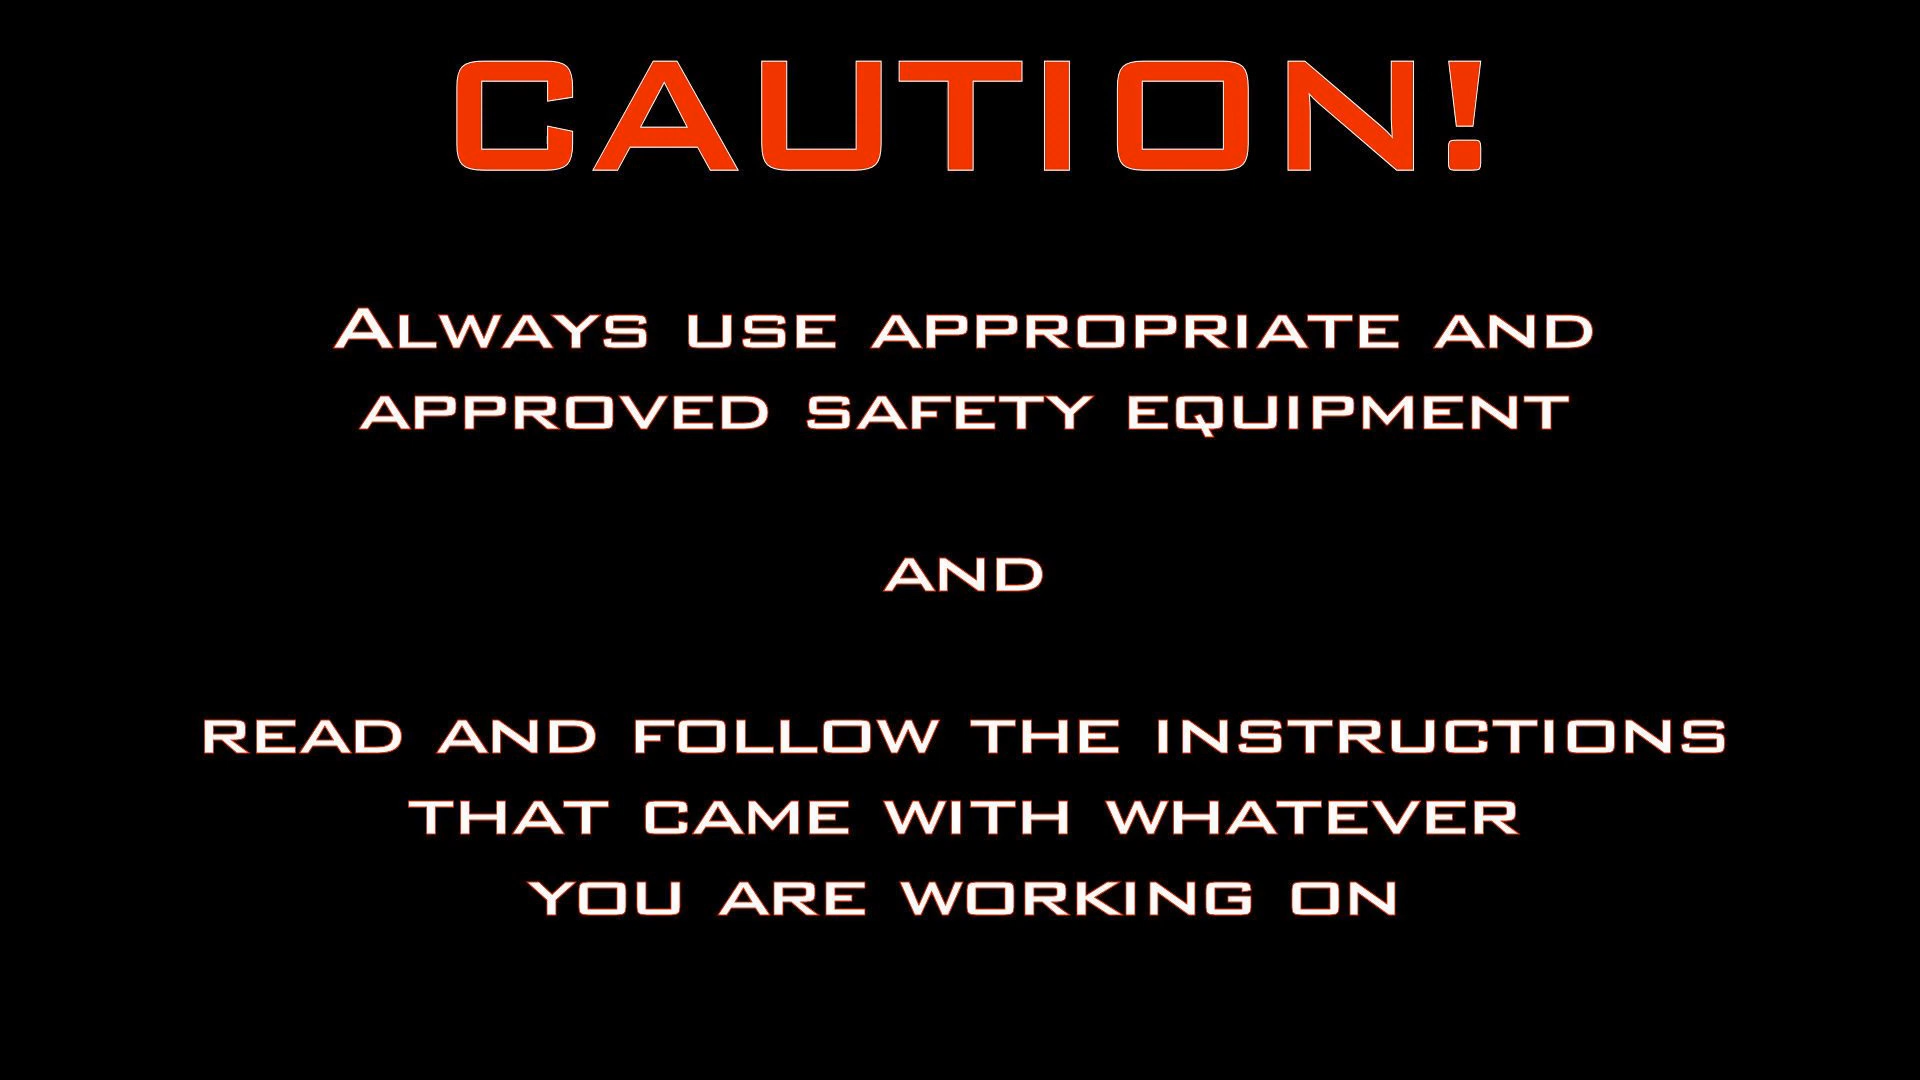 CAUTION!
Always use appropriate and
approved safety equipment
and
read and follow the instructions
that came with whatever
you are working on